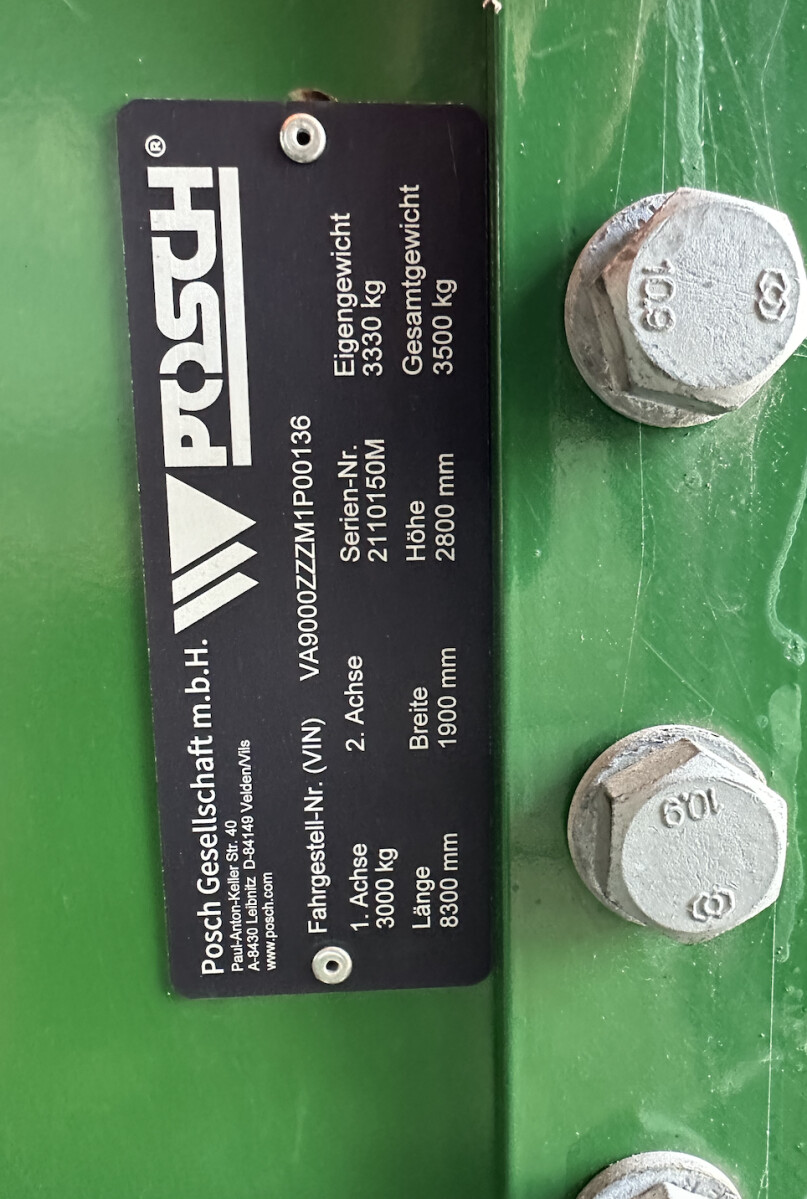 Posch Gesellschaft m.b.H.
Paul-Anton-Keller Str. 40
A-8430 Leibnitz D-84149 Velden/Vils
www.posch.com
POSCH®
Fahrgestell-Nr. (VIN) VA9000ZZZM1P00136
1. Achse 2. Achse Serien-Nr. Eigengewicht
3000 kg 2110150M 3330 kg
Länge Breite Höhe Gesamtgewicht
8300 mm 1900 mm 2800 mm 3500 kg
10.9
10.9